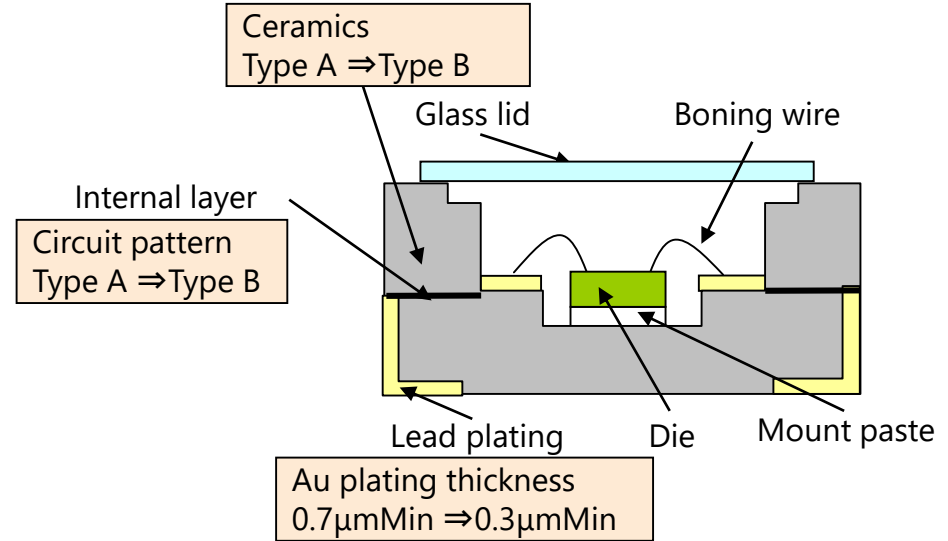 Ceramics
Type A ⇒Type B
Glass lid
Boning wire
Internal layer
Circuit pattern
Type A ⇒Type B
Lead plating
Die
Mount paste
Au plating thickness
0.7μmMin ⇒0.3μmMin